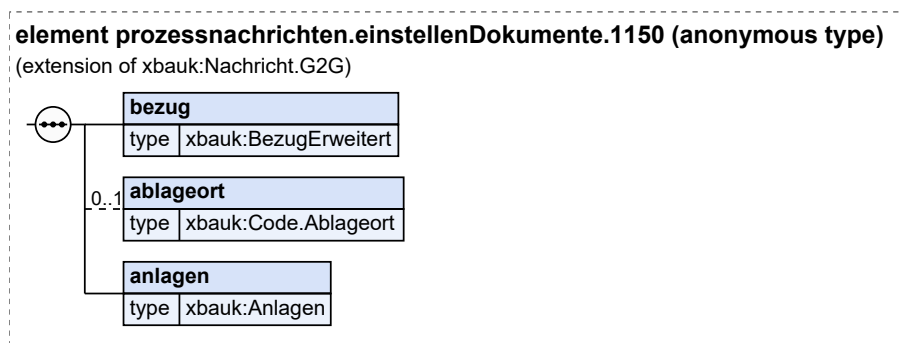 element prozessnachrichten.einstellenDokumente.1150 (anonymous type)
(extension of xbauk:Nachricht.G2G)
bezug
type xbauk:BezugErweitert
0..1
ablageort
type xbauk:Code.Ablageort
anlagen
type xbauk:Anlagen